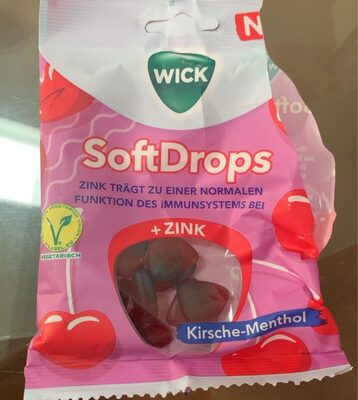 N
WICK
SoftDrops
ZINK TRÄGT ZU EINER NORMALEN
FUNKTION DES IMMUNSYSTEMS BEI
+ ZINK
VEGETARISCH
Kirsche-Menthol